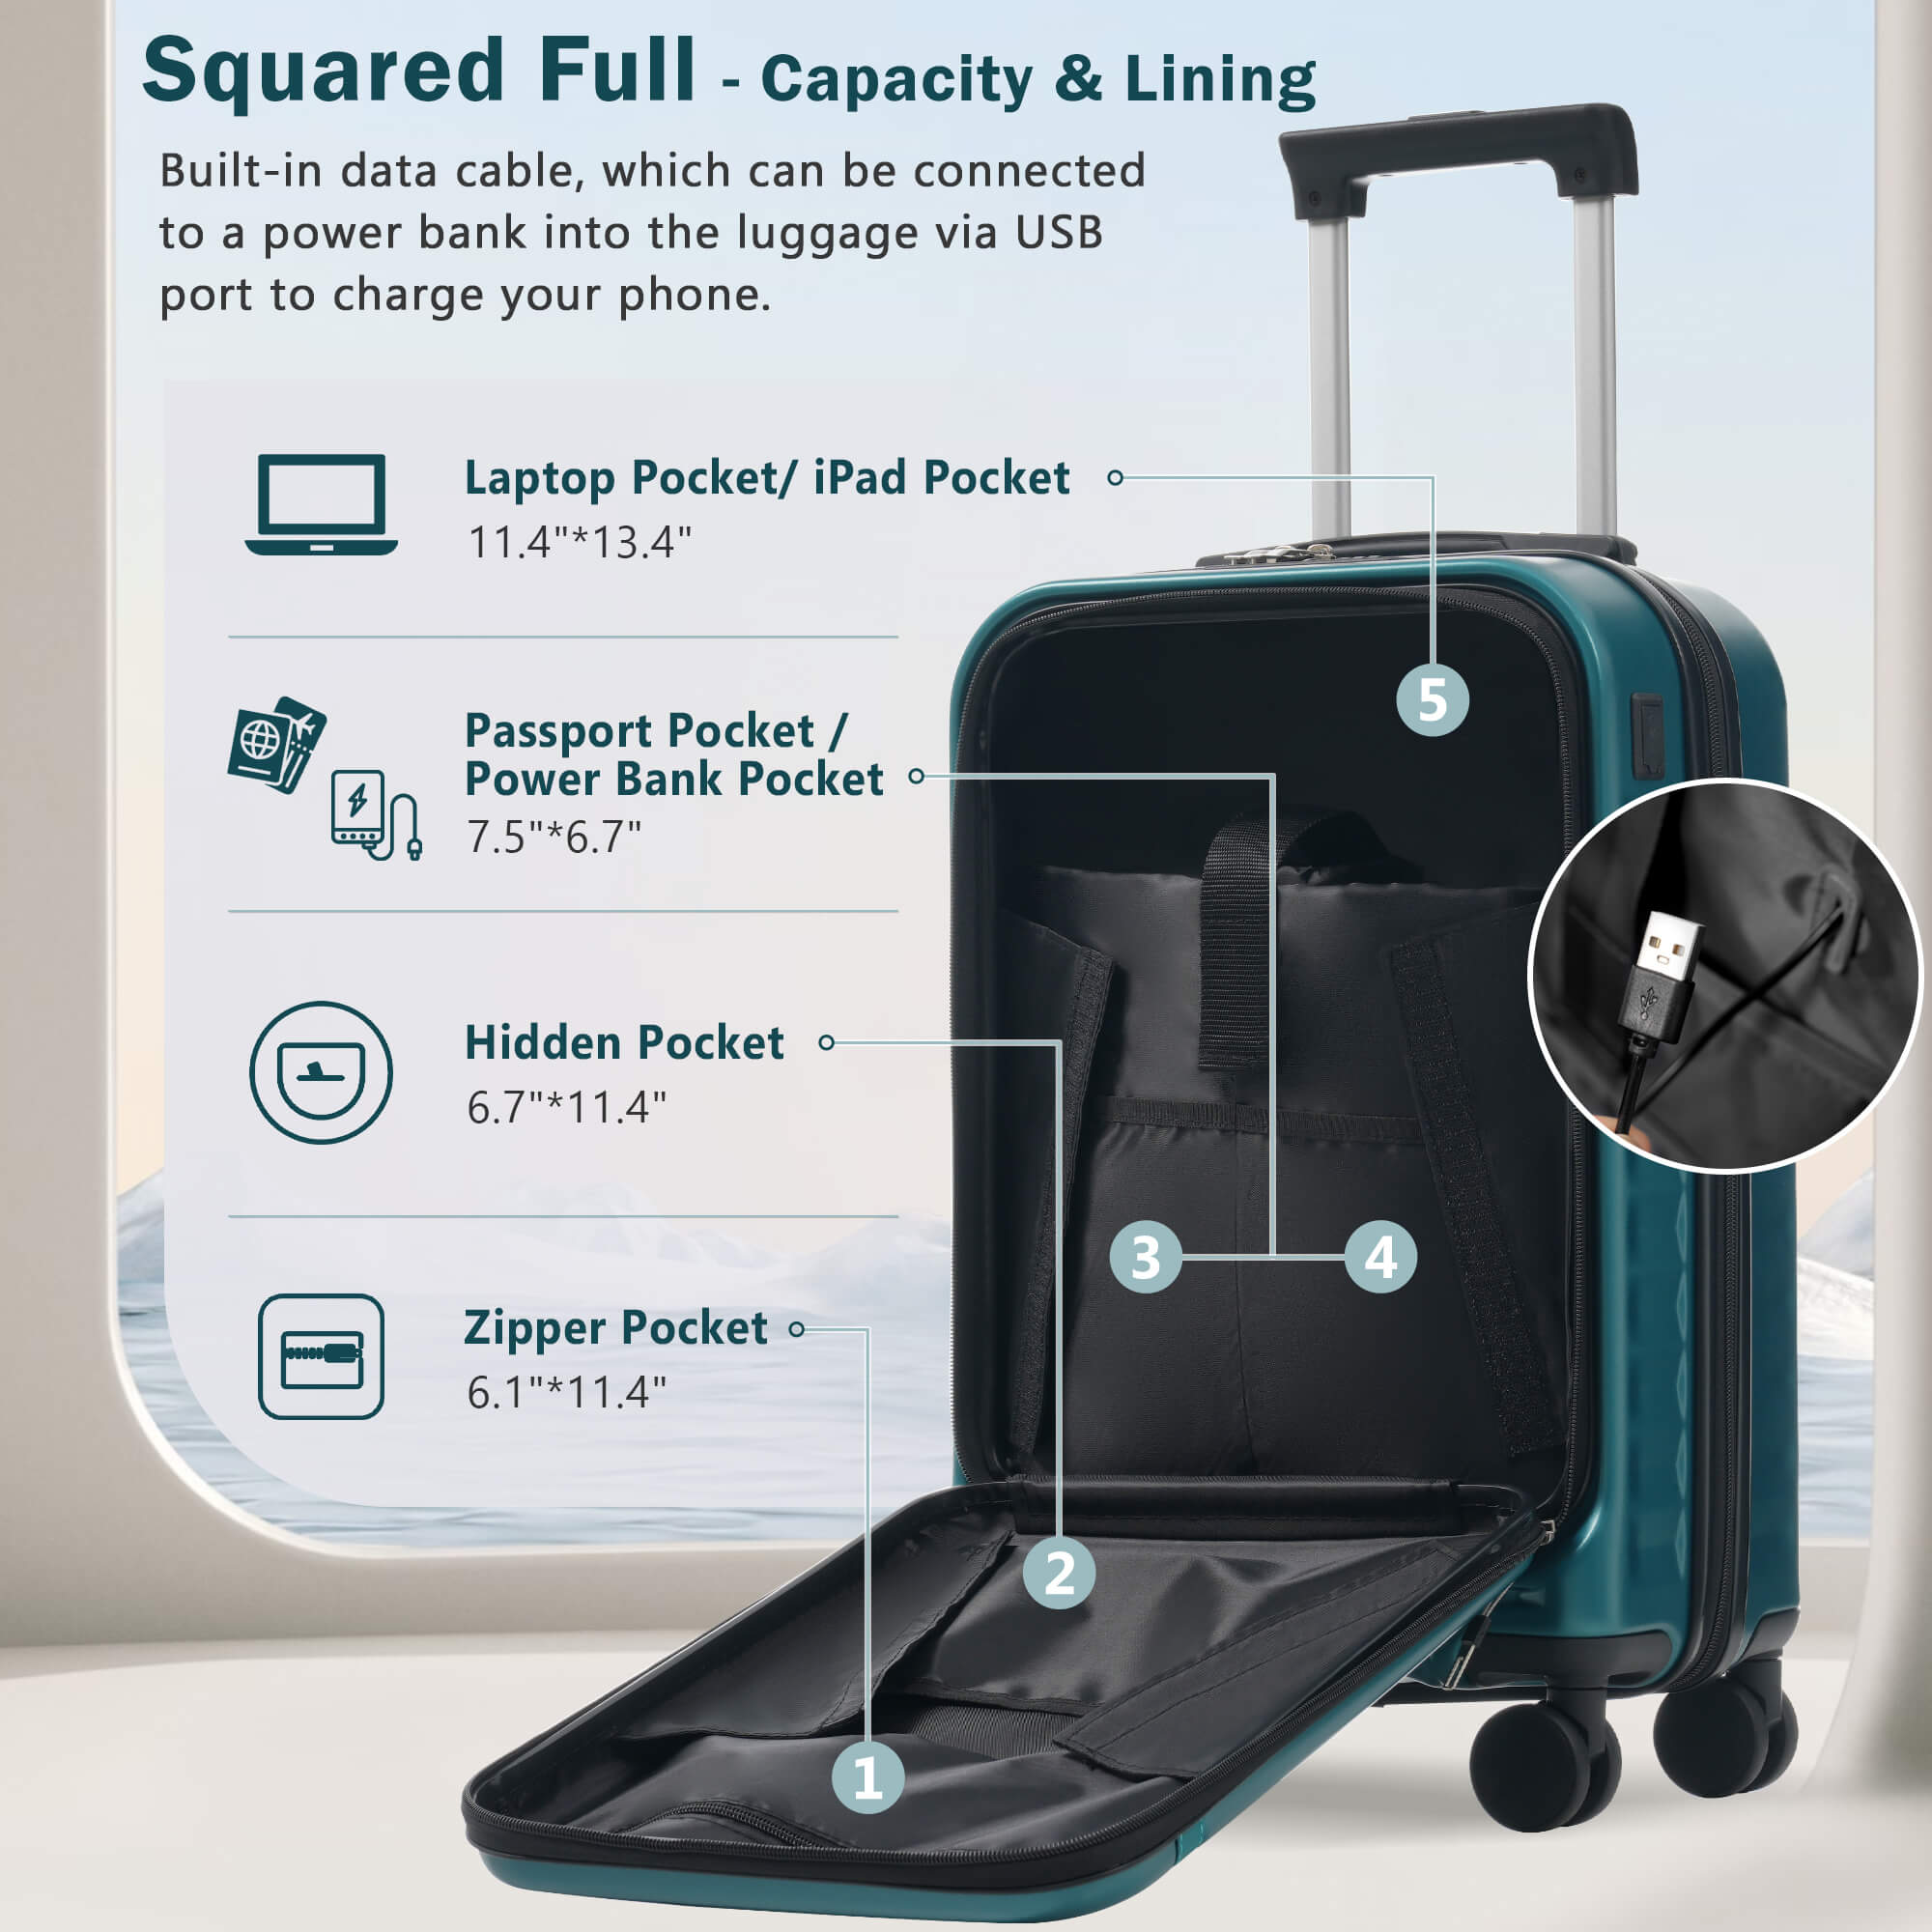 Squared Full - Capacity & Lining
Built-in data cable, which can be connected
to a power bank into the luggage via USB
port to charge your phone.
Laptop Pocket/ iPad Pocket
11.4"*13.4"
5
Passport Pocket /
Power Bank Pocket
7.5"*6.7"
Hidden Pocket
6.7"*11.4"
3
4
Zipper Pocket
6.1"*11.4"
2
1